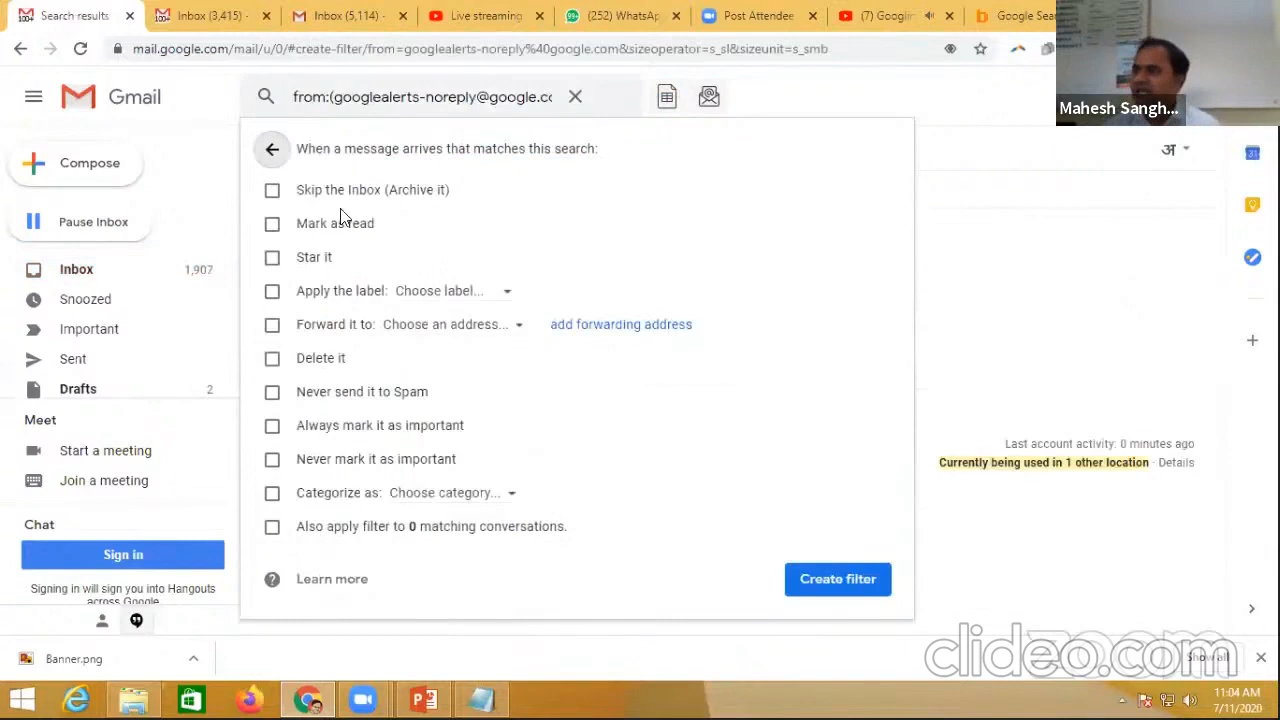 Search results
Inbox (3,415) -
Inbox (5,114) -
Live streaming
(252) WhatsAp
Post Attendee
(7) Googlin
Google Sea
mail.google.com/mail/u/0/#create-filter/from=googlealerts-noreply%40google.com&sizeoperator=s_sl&sizeunit=s_smb
Mahesh Sangh...
Gmail
from:(googlealerts-noreply@google.co
Compose
Pause Inbox
Inbox 1,907
Snoozed
Important
Sent
Drafts 2
Meet
Start a meeting
Join a meeting
Chat
Sign in
Signing in will sign you into Hangouts
across Google
When a message arrives that matches this search:
Skip the Inbox (Archive it)
Mark as read
Star it
Apply the label: Choose label...
Forward it to: Choose an address... add forwarding address
Delete it
Never send it to Spam
Always mark it as important
Never mark it as important
Categorize as: Choose category...
Also apply filter to 0 matching conversations.
Learn more
Create filter
अ
Last account activity: 0 minutes ago
Currently being used in 1 other location · Details
Banner.png
Show all
clideo.com
zoom
11:04 AM
7/11/2020